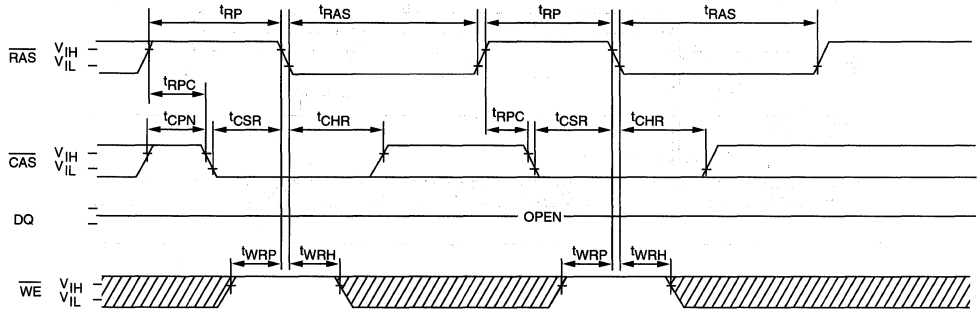 tRP tRAS tRP tRAS
RAS VIH
VIL
tRPC
tCPN tCSR tCHR tRPC tCSR tCHR
CAS VIH
VIL
DQ OPEN
tWRP tWRH tWRP tWRH
WE VIH
VIL